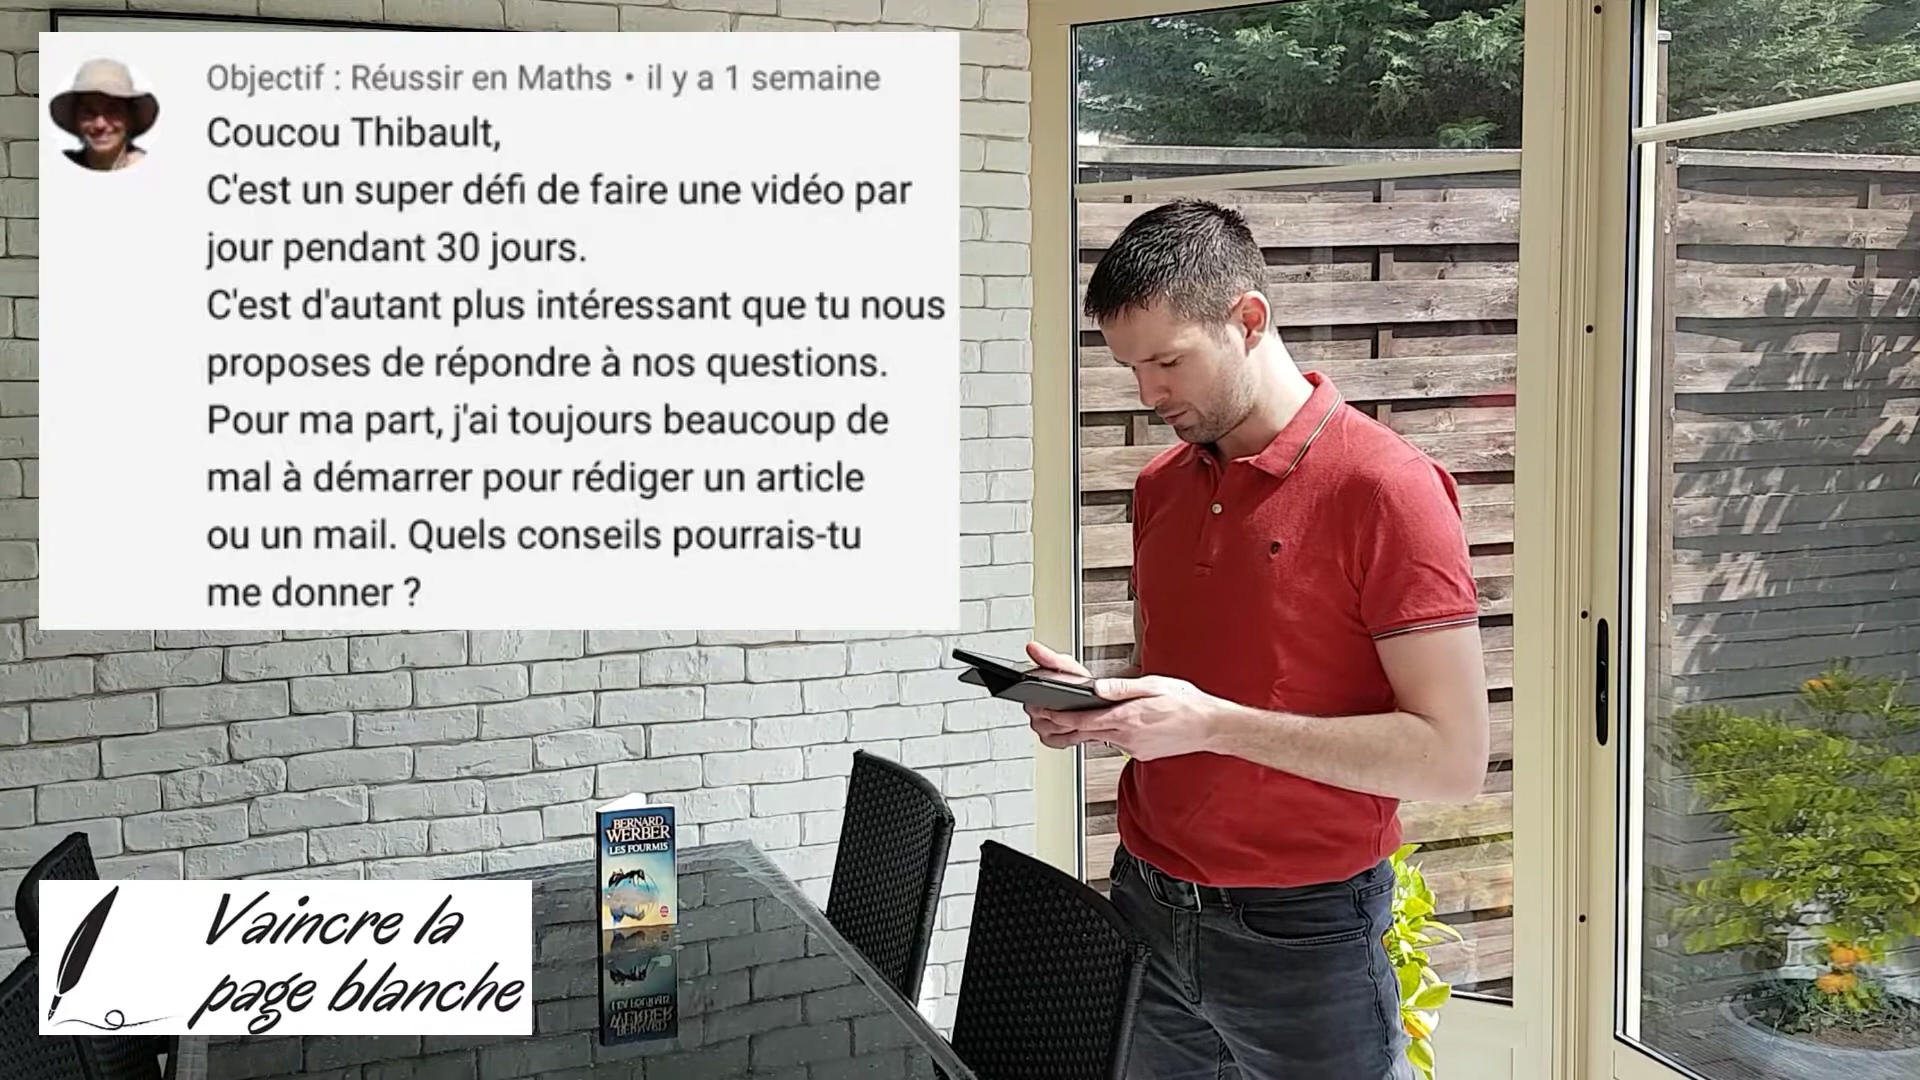 Objectif : Réussir en Maths • il y a 1 semaine
Coucou Thibault,
C'est un super défi de faire une vidéo par
jour pendant 30 jours.
C'est d'autant plus intéressant que tu nous
proposes de répondre à nos questions.
Pour ma part, j'ai toujours beaucoup de
mal à démarrer pour rédiger un article
ou un mail. Quels conseils pourrais-tu
me donner ?
BERNARD
WERBER
LES FOURMIS
Vaincre la
page blanche